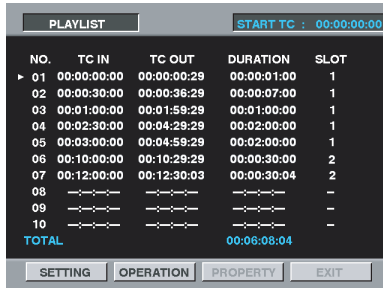 PLAYLIST START TC : 00:00:00:00
NO. TC IN TC OUT DURATION SLOT
► 01 00:00:00:00 00:00:00:29 00:00:01:00 1
02 00:00:30:00 00:00:36:29 00:00:07:00 1
03 00:01:00:00 00:01:59:29 00:01:00:00 1
04 00:02:30:00 00:04:29:29 00:02:00:00 1
05 00:03:00:00 00:04:59:29 00:02:00:00 1
06 00:10:00:00 00:10:29:29 00:00:30:00 2
07 00:12:00:00 00:12:30:03 00:00:30:04 2
08 —:—:—:— —:—:—:— —:—:—:— –
09 —:—:—:— —:—:—:— —:—:—:— –
10 —:—:—:— —:—:—:— —:—:—:— –
TOTAL 00:06:08:04
SETTING OPERATION PROPERTY EXIT